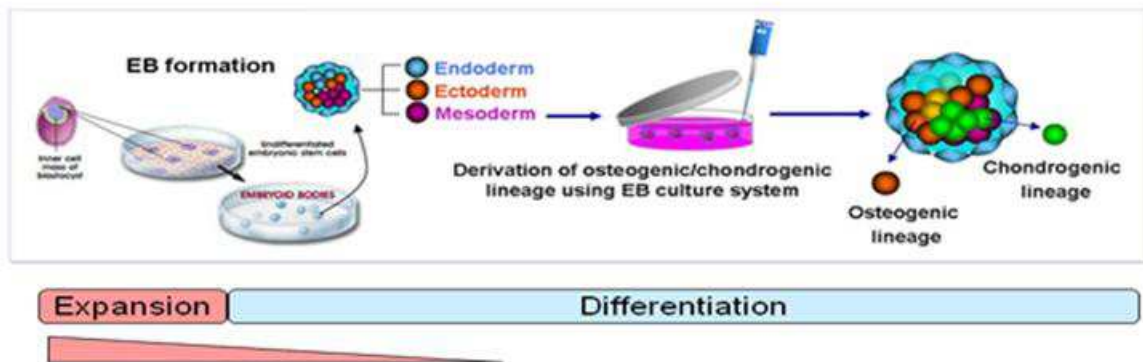 EB formation
Endoderm
Ectoderm
Mesoderm
Inner cell
mass of
blastocyst
Undifferentiated
embryonic stem cells
EMBRYOID BODIES
Derivation of osteogenic/chondrogenic
lineage using EB culture system
Chondrogenic
lineage
Osteogenic
lineage
Expansion
Differentiation